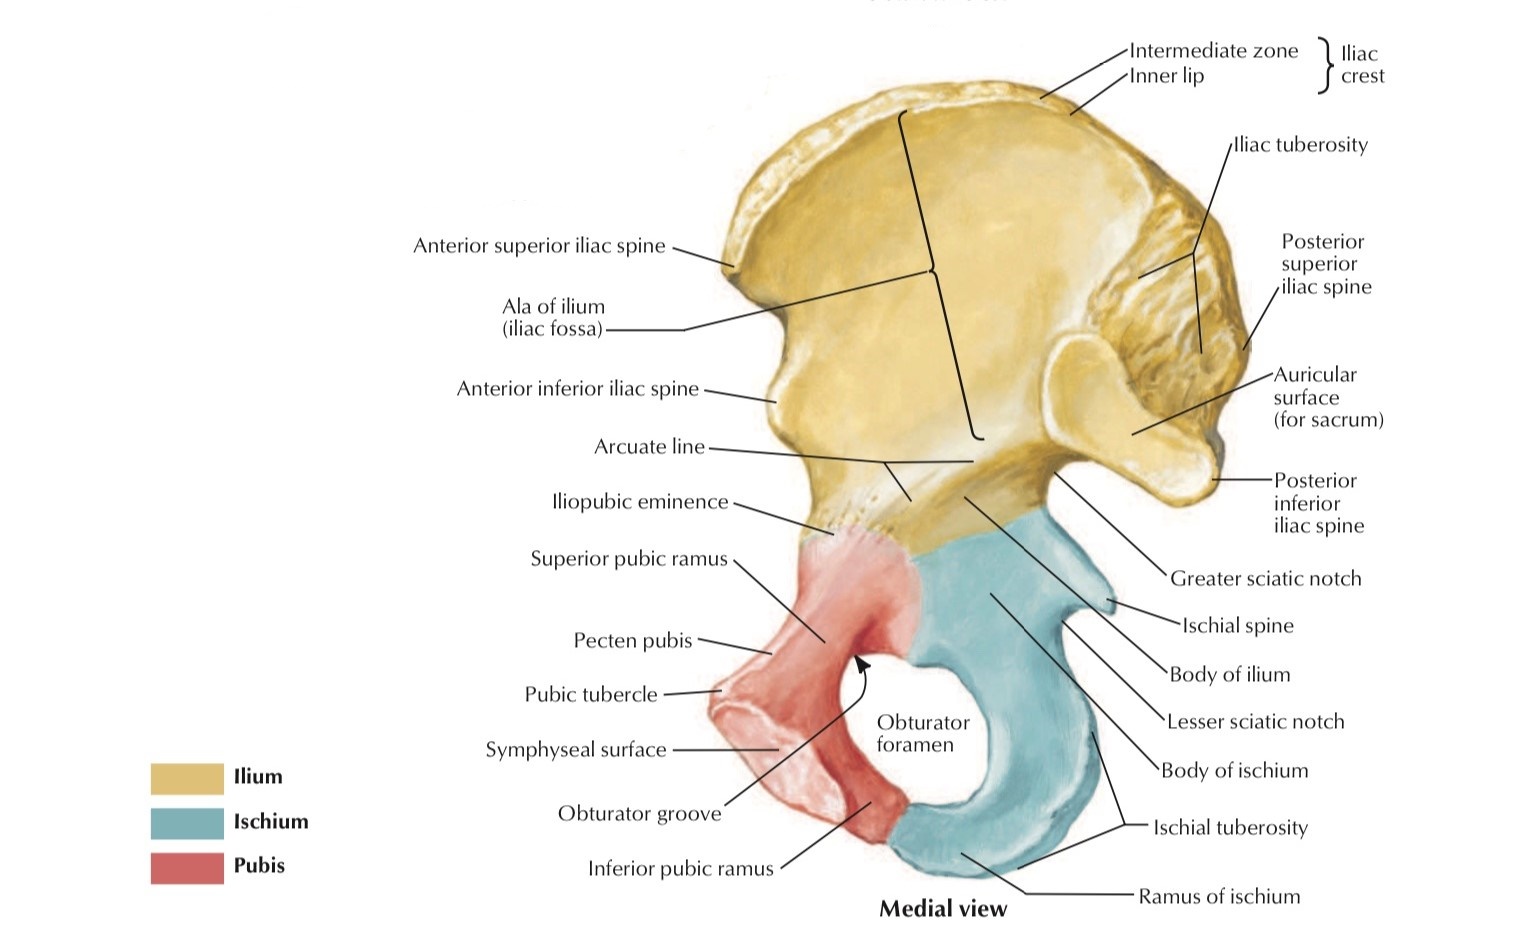 Intermediate zone
Inner lip
Iliac
crest
Iliac tuberosity
Anterior superior iliac spine
Posterior
superior
iliac spine
Ala of ilium
(iliac fossa)
Anterior inferior iliac spine
Auricular
surface
(for sacrum)
Arcuate line
Posterior
inferior
iliac spine
Iliopubic eminence
Superior pubic ramus
Greater sciatic notch
Ischial spine
Pecten pubis
Body of ilium
Pubic tubercle
Lesser sciatic notch
Obturator
foramen
Symphyseal surface
Body of ischium
Ilium
Ischium
Pubis
Obturator groove
Ischial tuberosity
Inferior pubic ramus
Ramus of ischium
Medial view